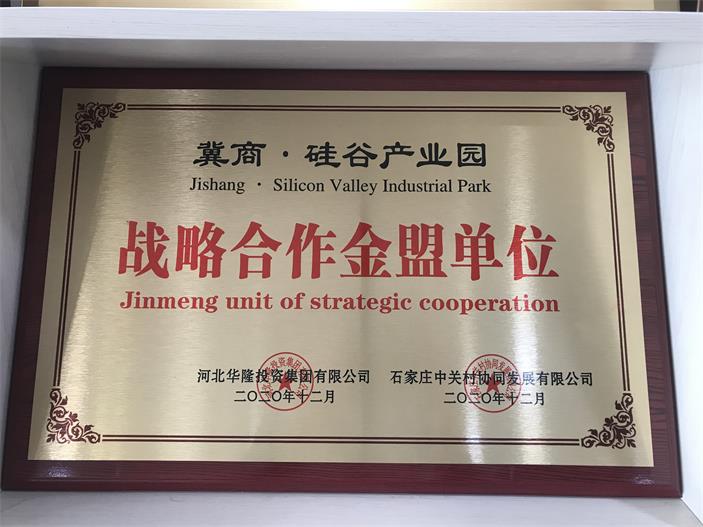 冀商·硅谷产业园
Jishang · Silicon Valley Industrial Park
战略合作金盟单位
Jinmeng unit of strategic cooperation
河北华隆投资集团有限公司 石家庄中关村协同发展有限公司
二〇二〇年十二月 二〇二〇年十二月